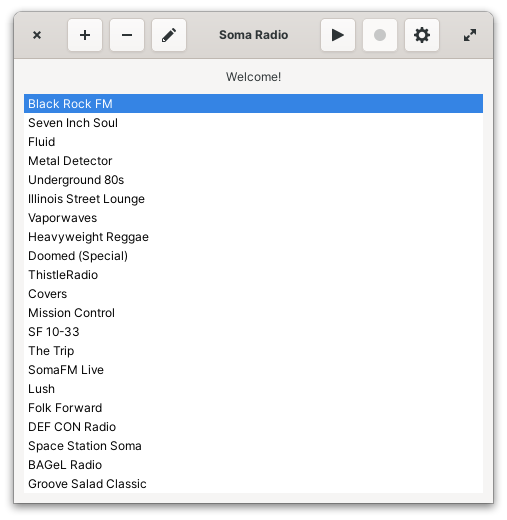 Soma Radio
Welcome!
Black Rock FM
Seven Inch Soul
Fluid
Metal Detector
Underground 80s
Illinois Street Lounge
Vaporwaves
Heavyweight Reggae
Doomed (Special)
ThistleRadio
Covers
Mission Control
SF 10-33
The Trip
SomaFM Live
Lush
Folk Forward
DEF CON Radio
Space Station Soma
BAGeL Radio
Groove Salad Classic